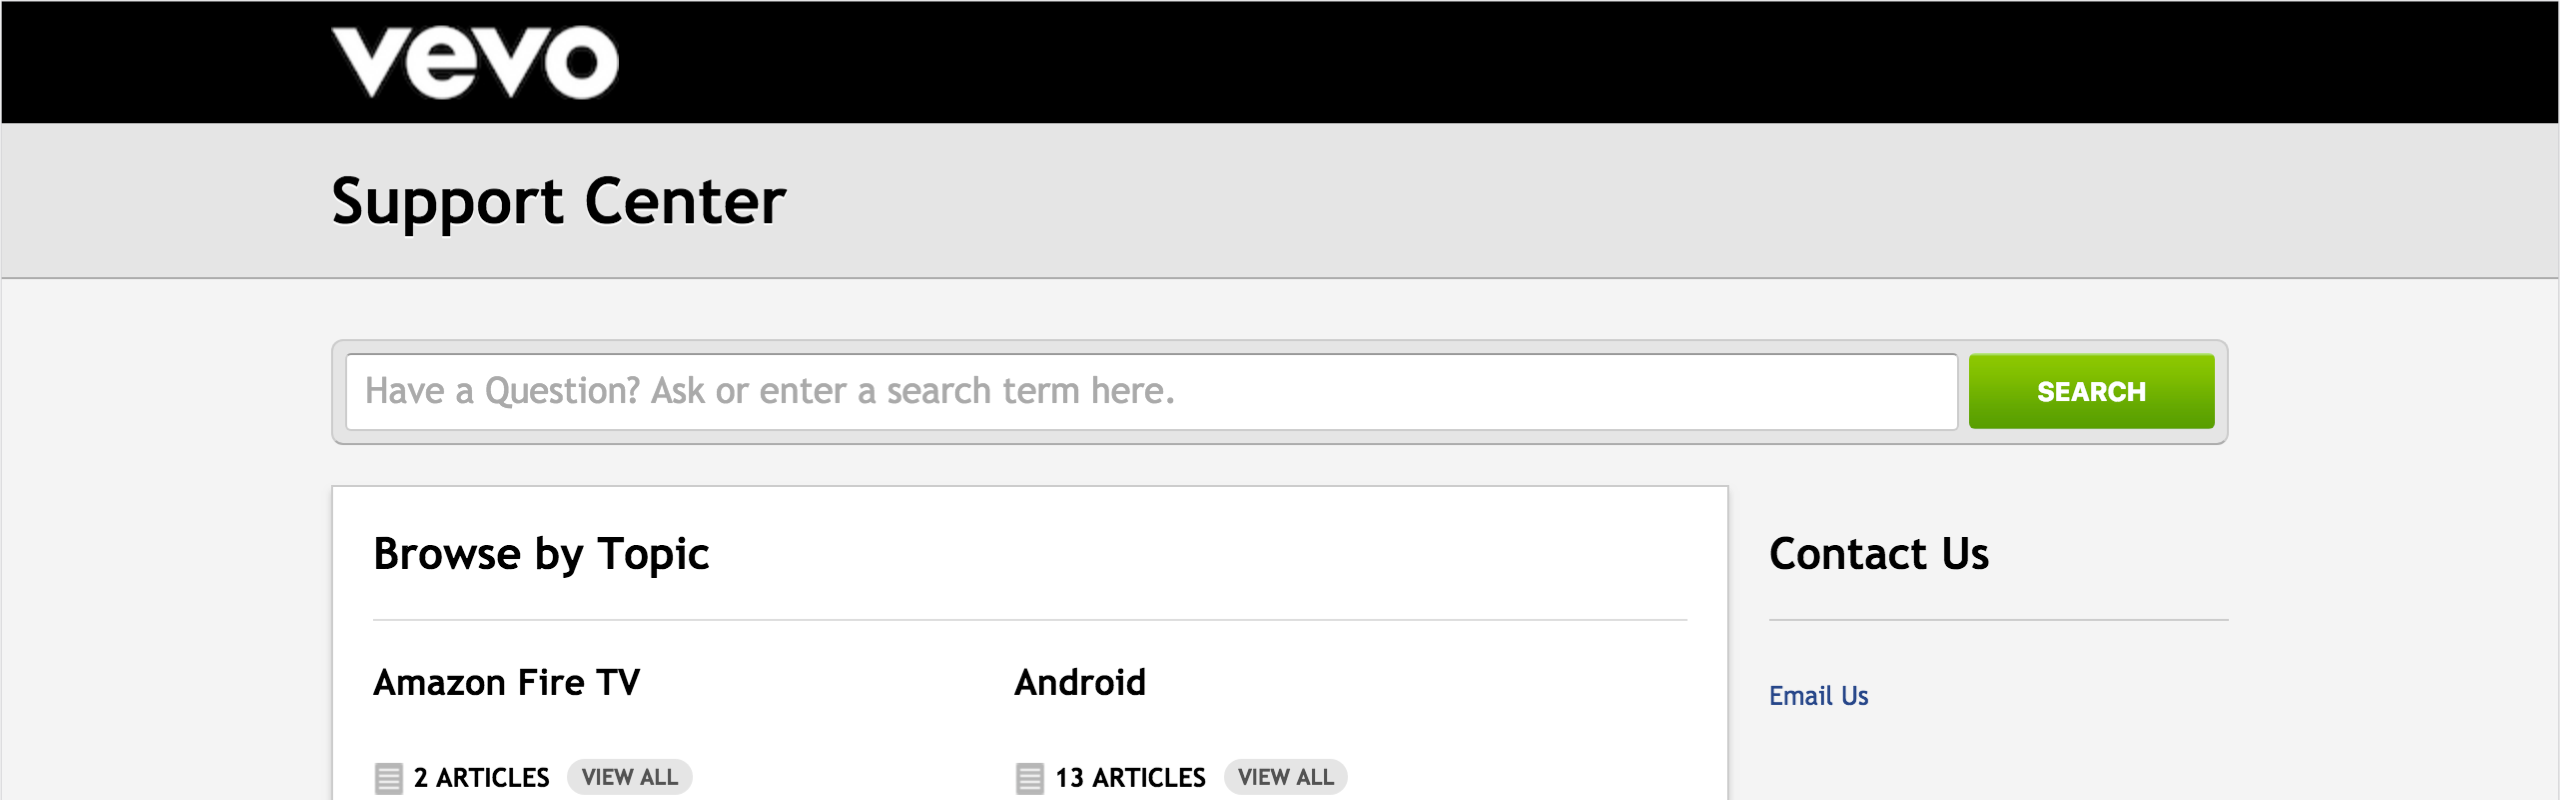 vevo
Support Center
Have a Question? Ask or enter a search term here.
SEARCH
Browse by Topic
Contact Us
Amazon Fire TV
Android
Email Us
2 ARTICLES VIEW ALL
13 ARTICLES VIEW ALL